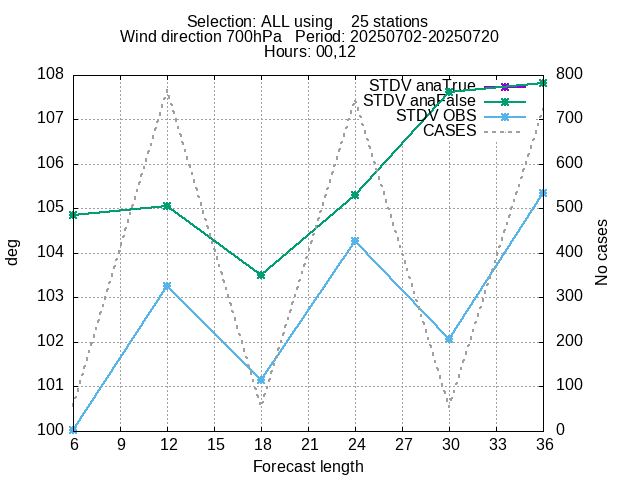 Selection: ALL using    25 stations
Wind direction 700hPa   Period: 20250702-20250720
Hours: 00,12
108 800
STDV anaTrue
STDV anaFalse
107 STDV OBS 700
CASES
106 600
105 500
deg 104 400 No cases
103 300
102 200
101 100
100 0
6 9 12 15 18 21 24 27 30 33 36
Forecast length